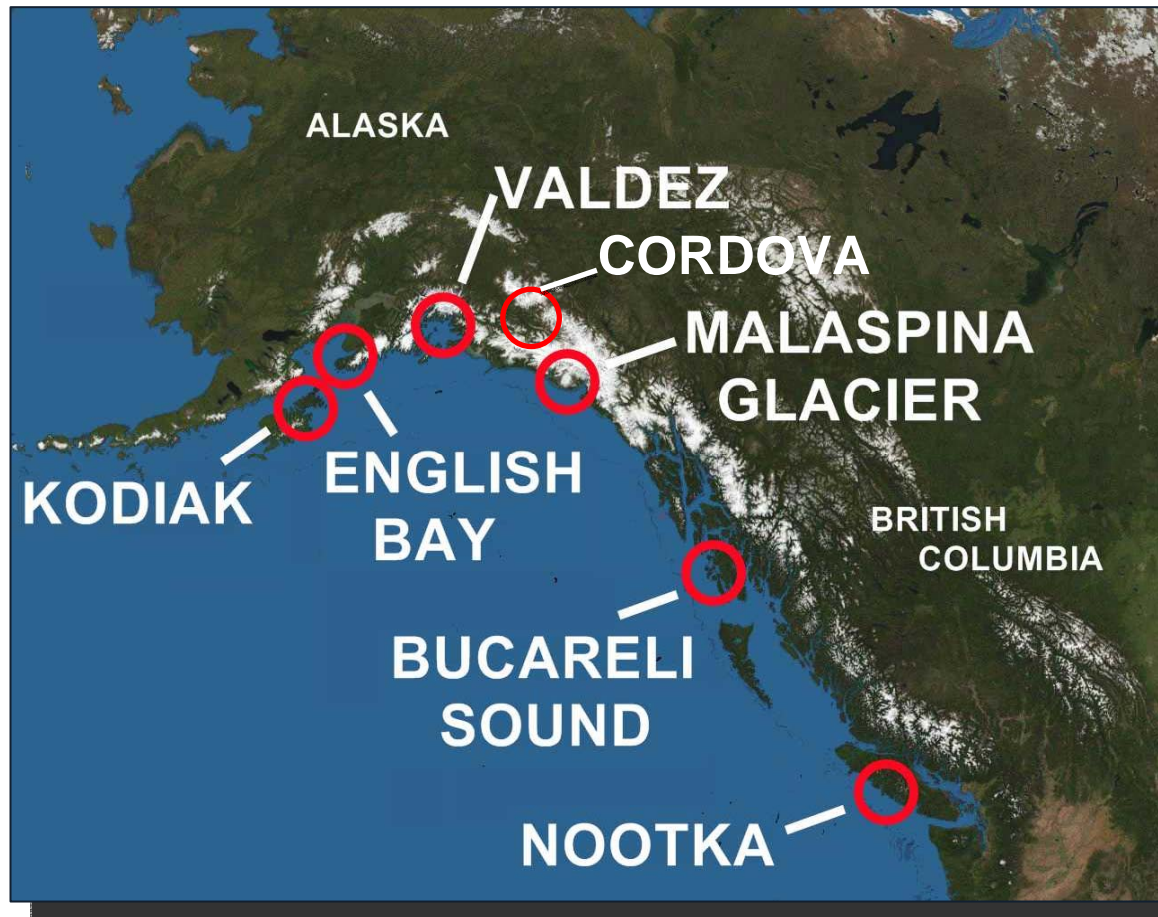 ALASKA
VALDEZ
CORDOVA
MALASPINA
GLACIER
ENGLISH
BAY
KODIAK
BRITISH
COLUMBIA
BUCARELI
SOUND
NOOTKA